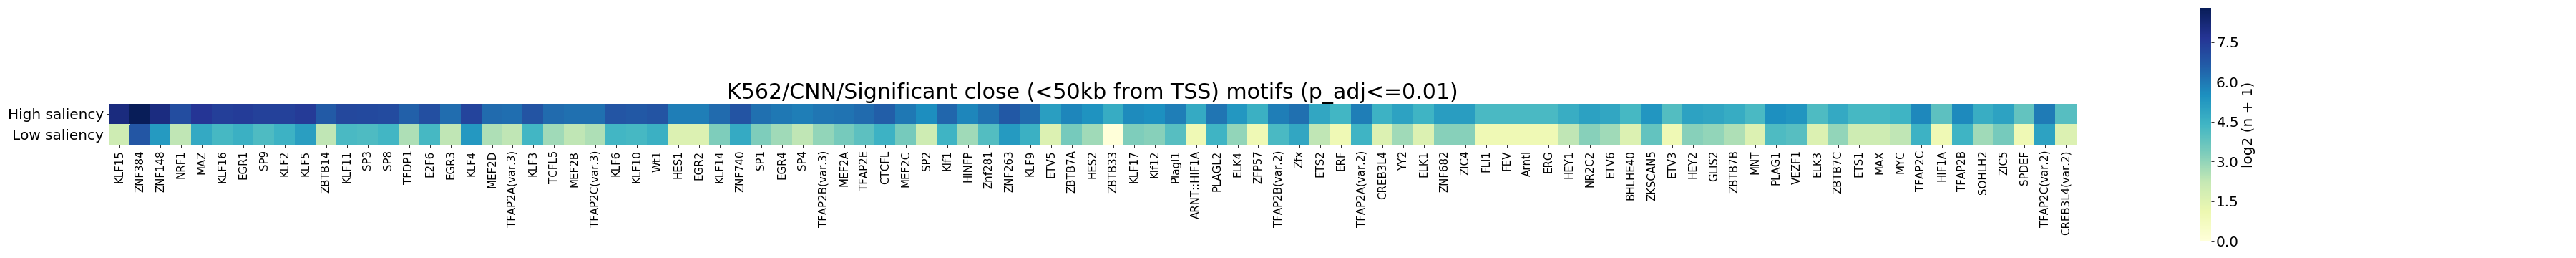 K562/CNN/Significant close (<50kb from TSS) motifs (p_adj<=0.01)
High saliency
Low saliency
KLF15
ZNF384
ZNF148
NRF1
MAZ
KLF16
EGR1
SP9
KLF2
KLF5
ZBTB14
KLF11
SP3
SP8
TFDP1
E2F6
EGR3
KLF4
MEF2D
TFAP2A(var.3)
KLF3
TCFL5
MEF2B
TFAP2C(var.3)
KLF6
KLF10
Wt1
HES1
EGR2
KLF14
ZNF740
SP1
EGR4
SP4
TFAP2B(var.3)
MEF2A
TFAP2E
CTCFL
MEF2C
SP2
Klf1
HINFP
Znf281
ZNF263
KLF9
ETV5
ZBTB7A
HES2
ZBTB33
KLF17
Klf12
Plagl1
ARNT::HIF1A
PLAGL2
ELK4
ZFP57
TFAP2B(var.2)
Zfx
ETS2
ERF
TFAP2A(var.2)
CREB3L4
YY2
ELK1
ZNF682
ZIC4
FLI1
FEV
Arntl
ERG
HEY1
NR2C2
ETV6
BHLHE40
ZKSCAN5
ETV3
HEY2
GLIS2
ZBTB7B
MNT
PLAG1
VEZF1
ELK3
ZBTB7C
ETS1
MAX
MYC
TFAP2C
HIF1A
TFAP2B
SOHLH2
ZIC5
SPDEF
TFAP2C(var.2)
CREB3L4(var.2)
7.5
6.0
4.5
3.0
1.5
0.0
log2 (n + 1)